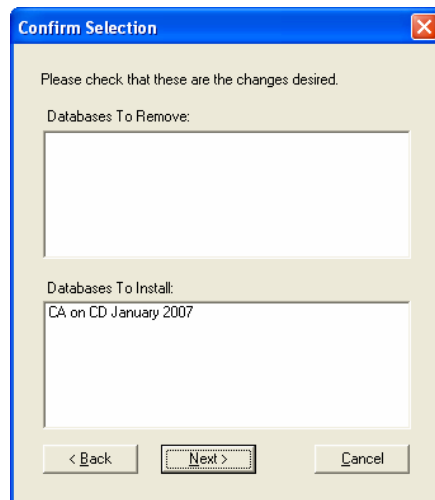 Confirm Selection
Please check that these are the changes desired.
Databases To Remove:
Databases To Install:
CA on CD January 2007
< Back Next > Cancel